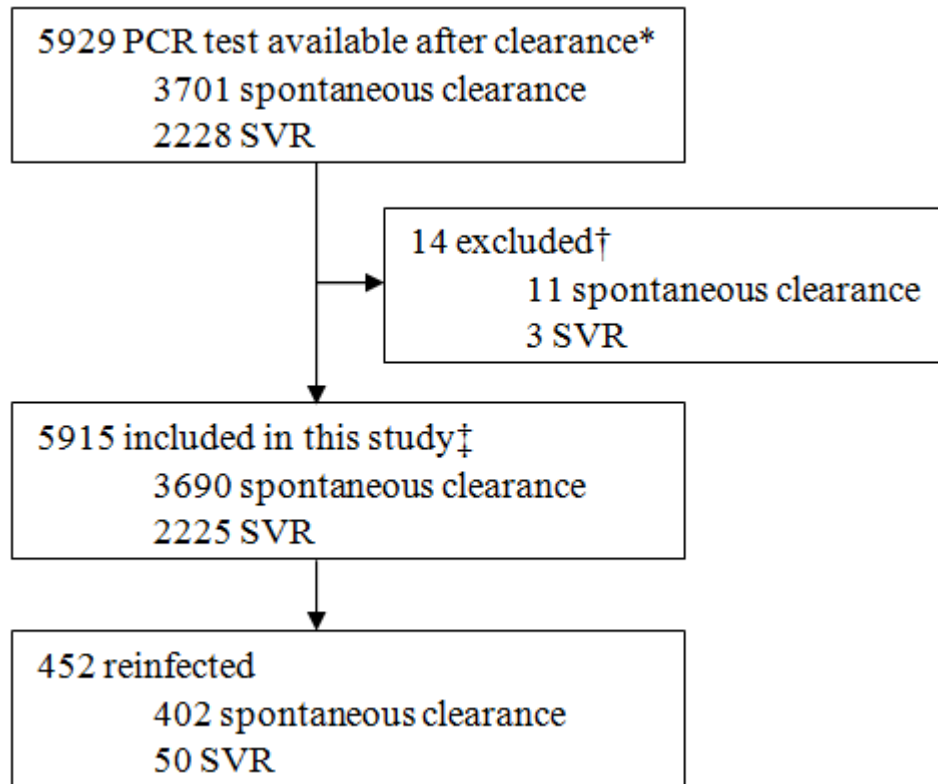 5929 PCR test available after clearance*
3701 spontaneous clearance
2228 SVR
14 excluded†
11 spontaneous clearance
3 SVR
5915 included in this study‡
3690 spontaneous clearance
2225 SVR
452 reinfected
402 spontaneous clearance
50 SVR